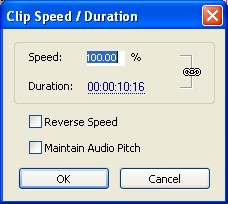 Clip Speed / Duration
Speed: 100.00 %
Duration: 00:00:10:16
Reverse Speed
Maintain Audio Pitch
OK Cancel